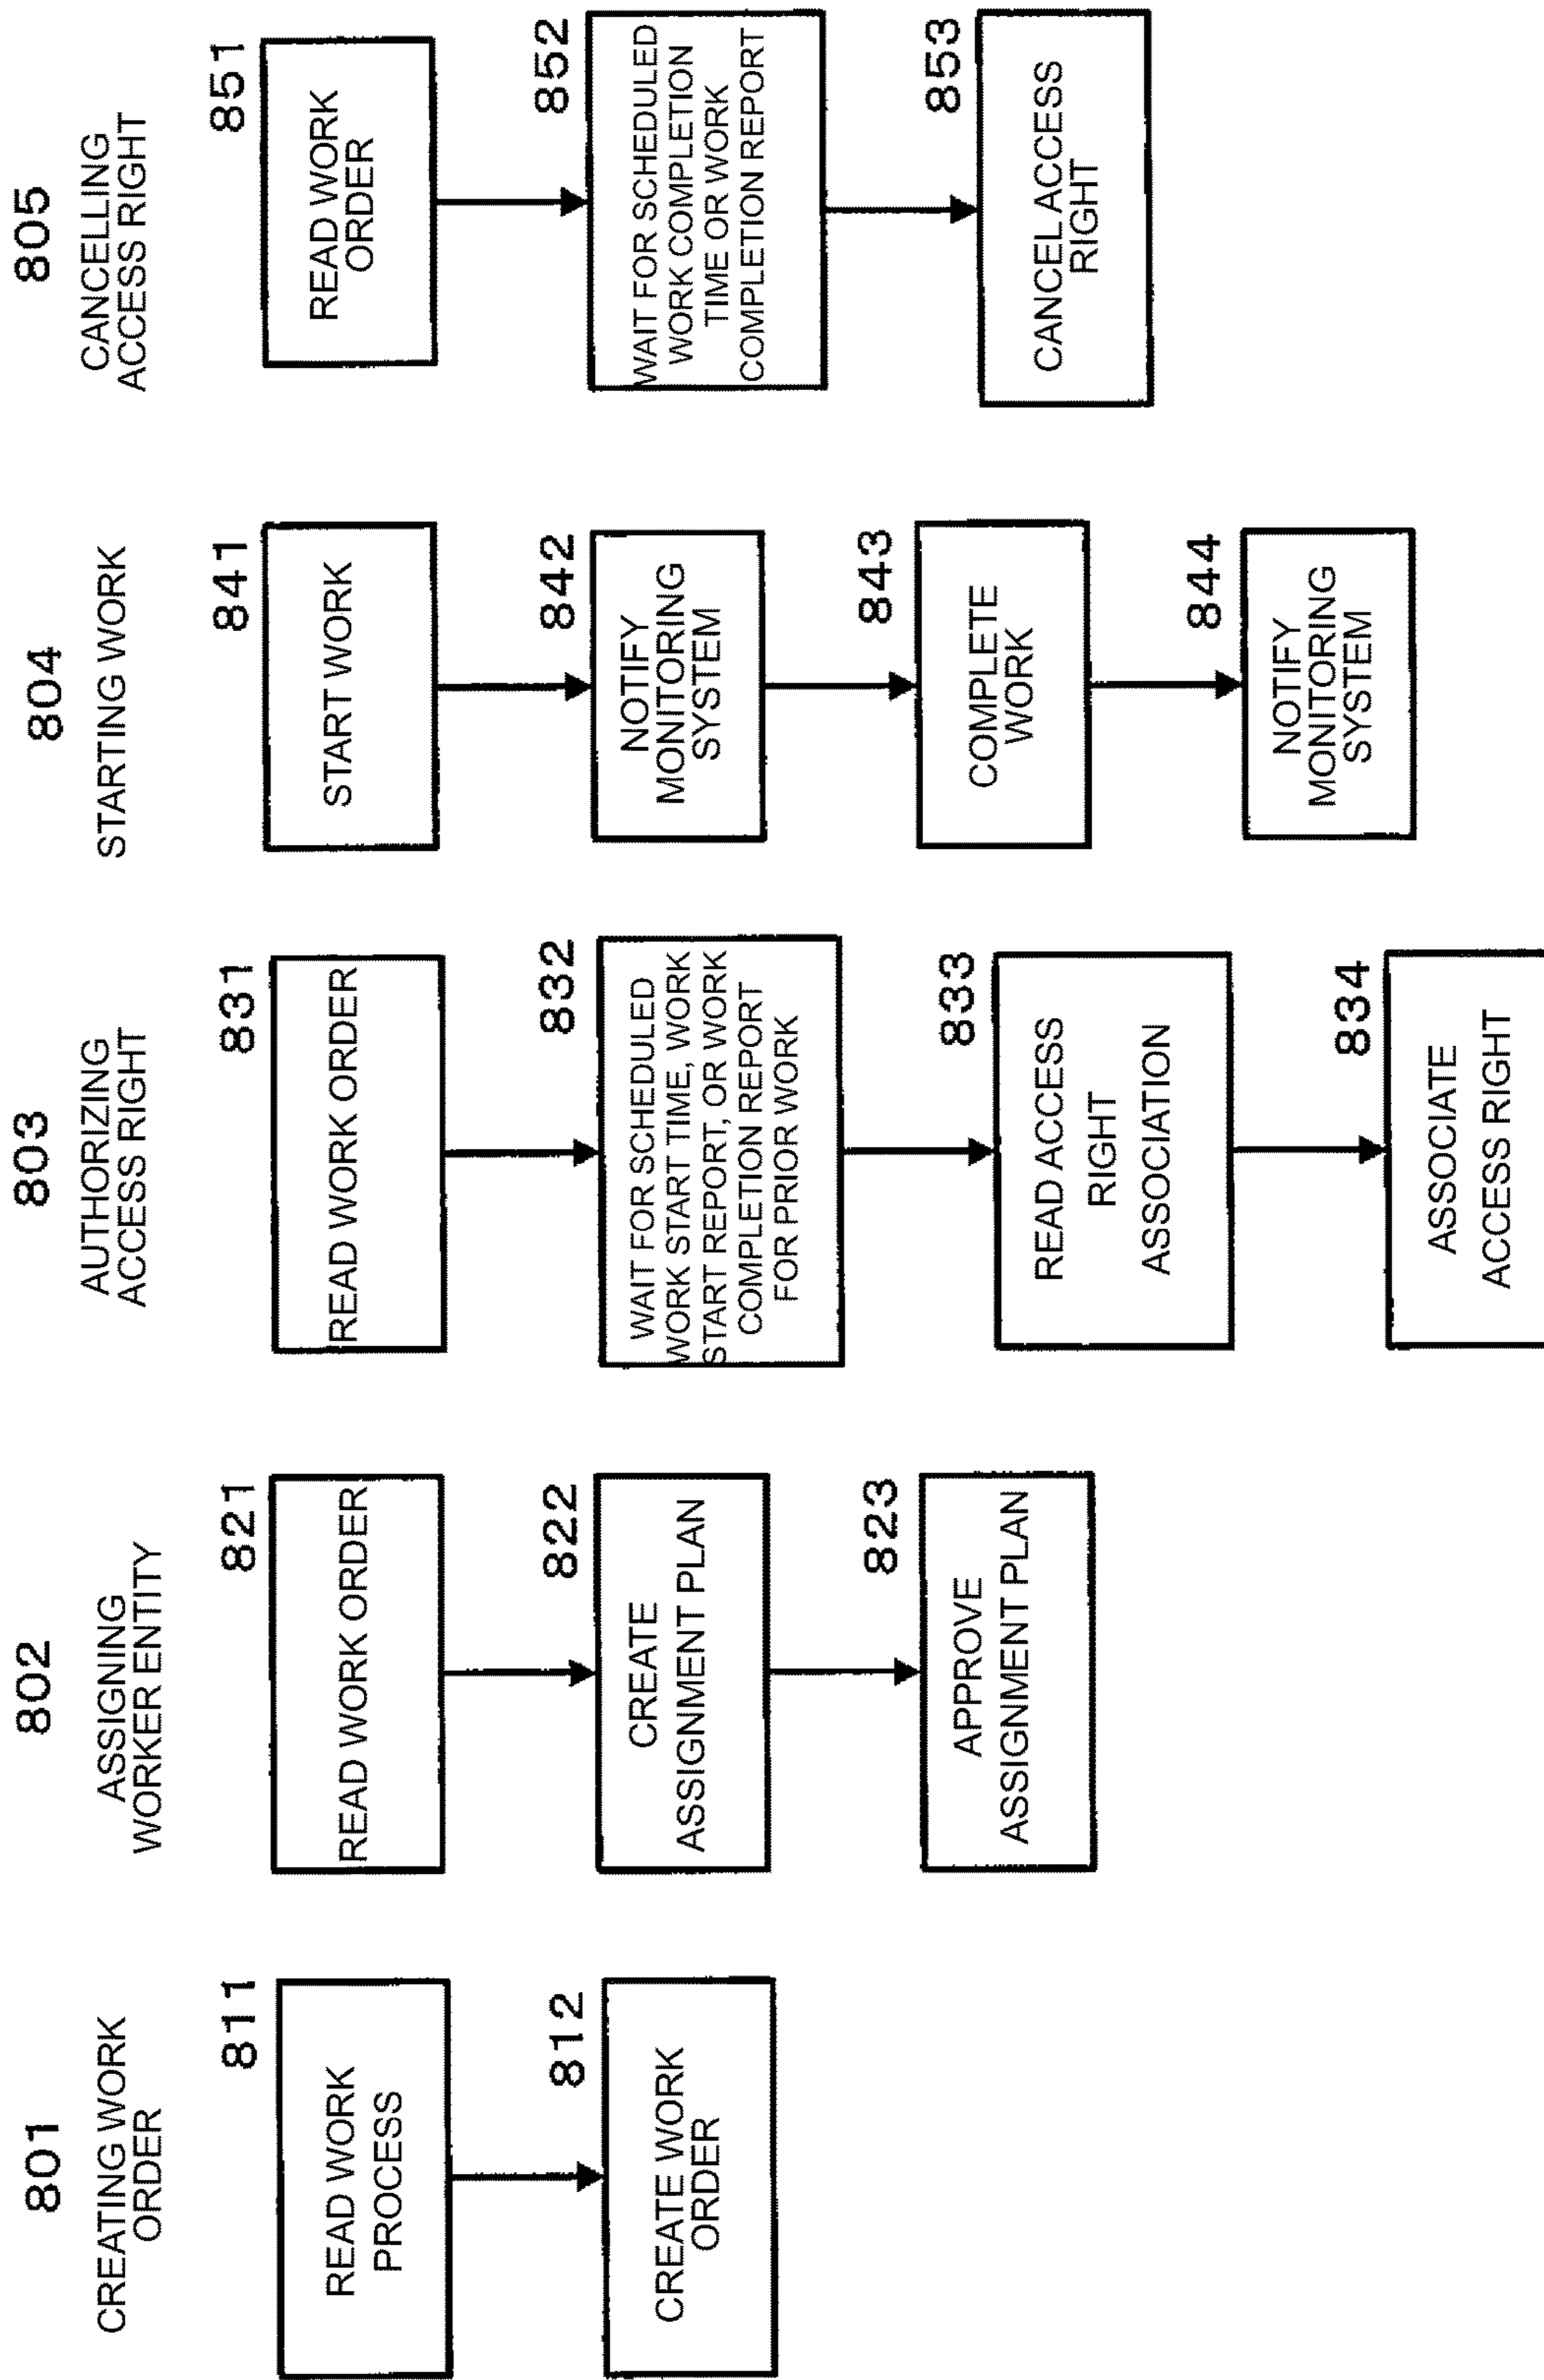 801
CREATING WORK
ORDER
811
READ WORK
PROCESS
812
CREATE WORK
ORDER
802
ASSIGNING
WORKER ENTITY
821
READ WORK ORDER
822
CREATE
ASSIGNMENT PLAN
823
APPROVE
ASSIGNMENT PLAN
803
AUTHORIZING
ACCESS RIGHT
831
READ WORK ORDER
832
WAIT FOR SCHEDULED
WORK START TIME, WORK
START REPORT, OR WORK
COMPLETION REPORT
FOR PRIOR WORK
833
READ ACCESS
RIGHT
ASSOCIATION
834
ASSOCIATE
ACCESS RIGHT
804
STARTING WORK
841
START WORK
842
NOTIFY
MONITORING
SYSTEM
843
COMPLETE
WORK
844
NOTIFY
MONITORING
SYSTEM
805
CANCELLING
ACCESS RIGHT
851
READ WORK
ORDER
852
WAIT FOR SCHEDULED
WORK COMPLETION
TIME OR WORK
COMPLETION REPORT
853
CANCEL ACCESS
RIGHT